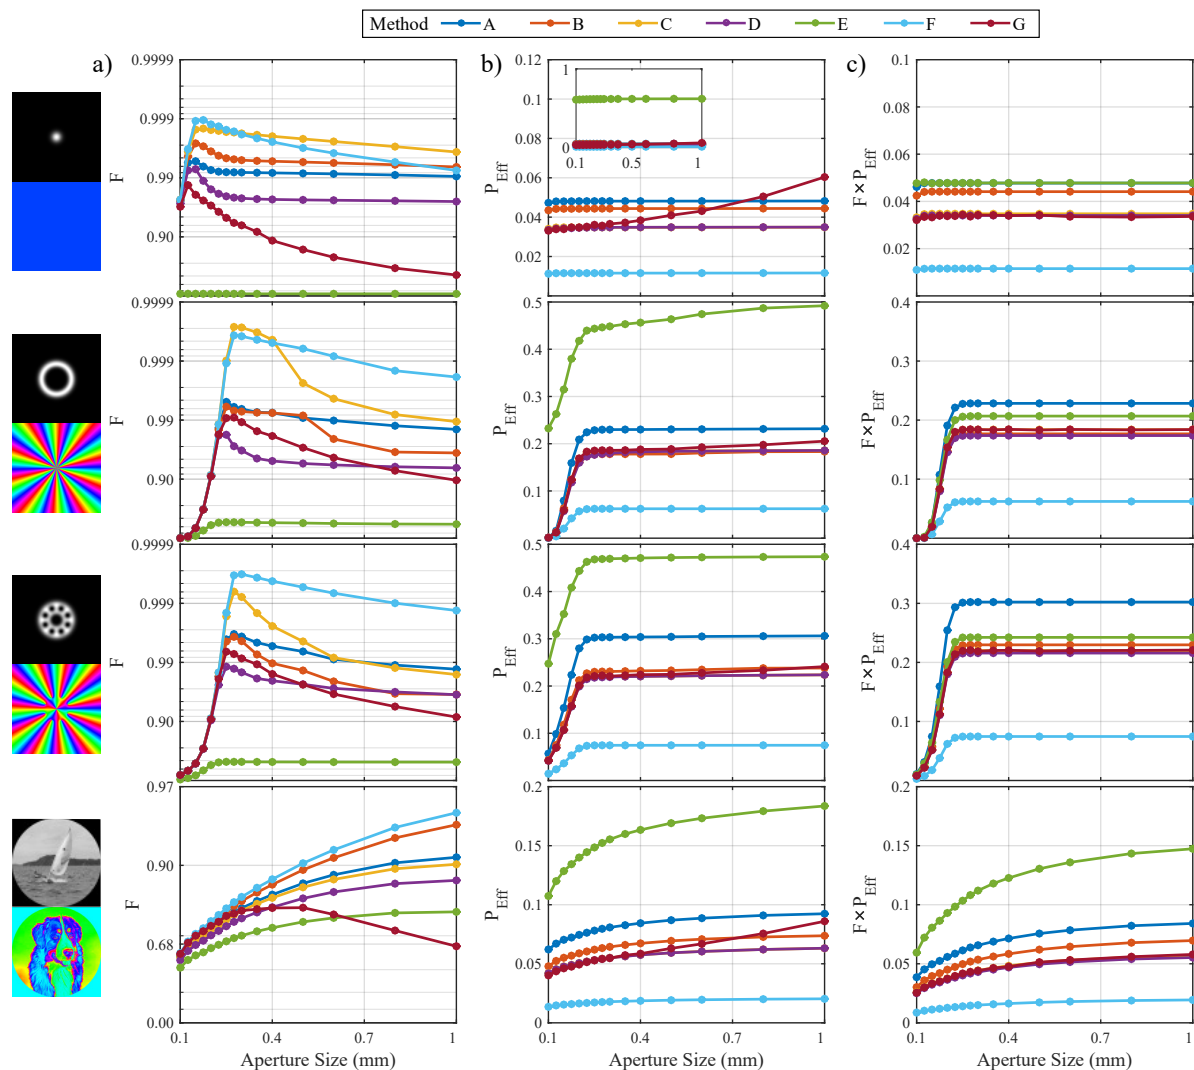 Method A B C D E F G
a) b) c)
0.9999 0.12 0.1
F P_Eff F×P_Eff
0.999 0.10 0.08
0.99 0.08 0.06
0.90 0.06 0.04
0.04 0.02
0.02
1
0
0.1 0.5 1
0.9999 0.5 0.4
F P_Eff F×P_Eff
0.999 0.4 0.3
0.99 0.3 0.2
0.90 0.2 0.1
0.1
0.9999 0.5 0.4
F P_Eff F×P_Eff
0.999 0.4 0.3
0.99 0.3 0.2
0.90 0.2 0.1
0.1
0.97 0.2 0.2
F P_Eff F×P_Eff
0.90 0.15 0.15
0.68 0.1 0.1
0.00 0.05 0.05
0 0
0.1 0.4 0.7 1 0.1 0.4 0.7 1 0.1 0.4 0.7 1
Aperture Size (mm) Aperture Size (mm) Aperture Size (mm)